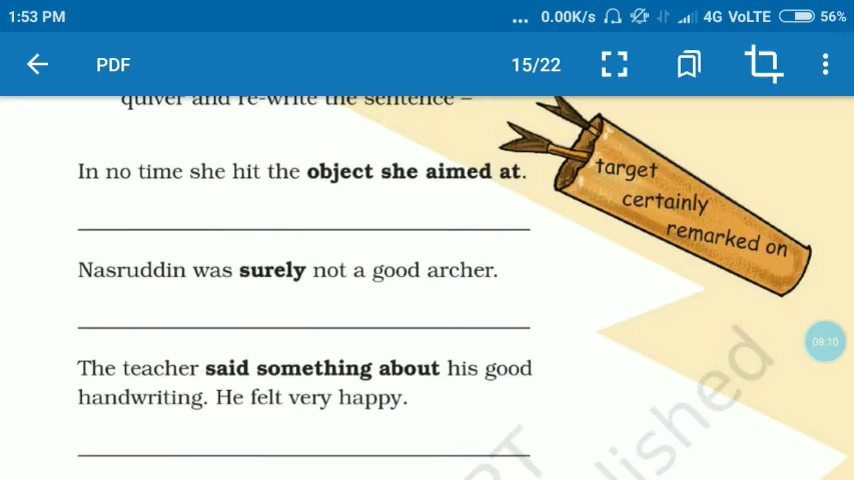 1:53 PM ... 0.00K/s 4G VoLTE 56%
PDF 15/22
quiver and re-write the sentence –
In no time she hit the object she aimed at.
target
certainly
remarked on
Nasruddin was surely not a good archer.
08:10
The teacher said something about his good
handwriting. He felt very happy.
lished